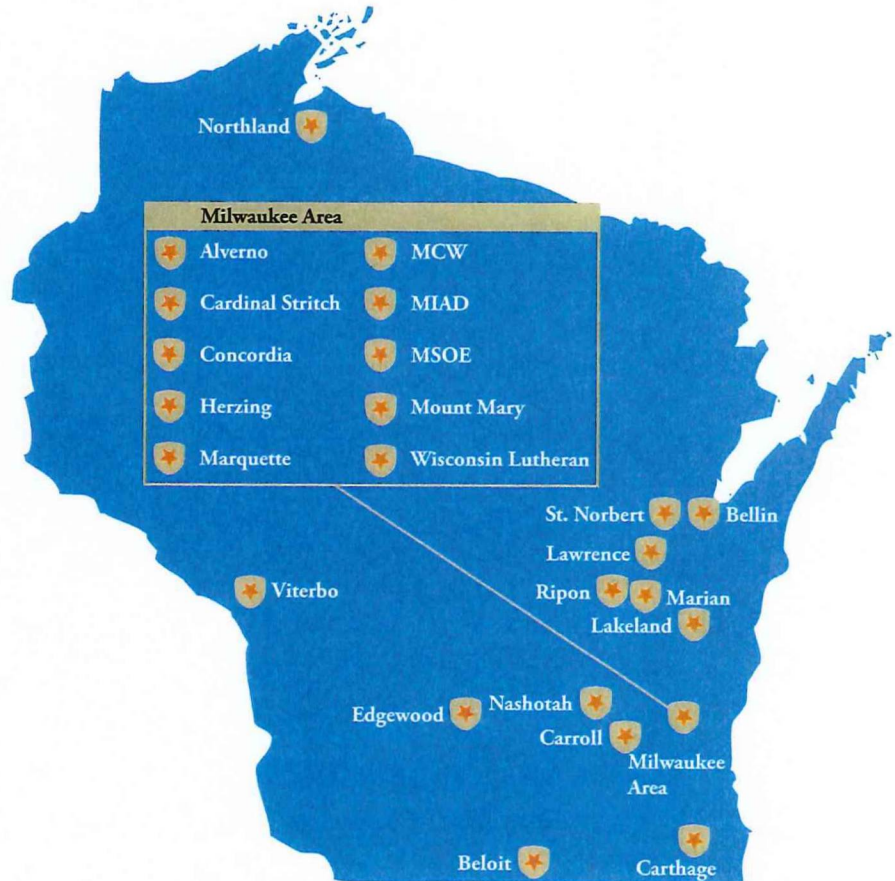 Northland
Milwaukee Area
Alverno
MCW
Cardinal Stritch
MIAD
Concordia
MSOE
Herzing
Mount Mary
Marquette
Wisconsin Lutheran
St. Norbert
Bellin
Lawrence
Viterbo
Ripon
Marian
Lakeland
Edgewood
Nashotah
Carroll
Milwaukee
Area
Beloit
Carthage